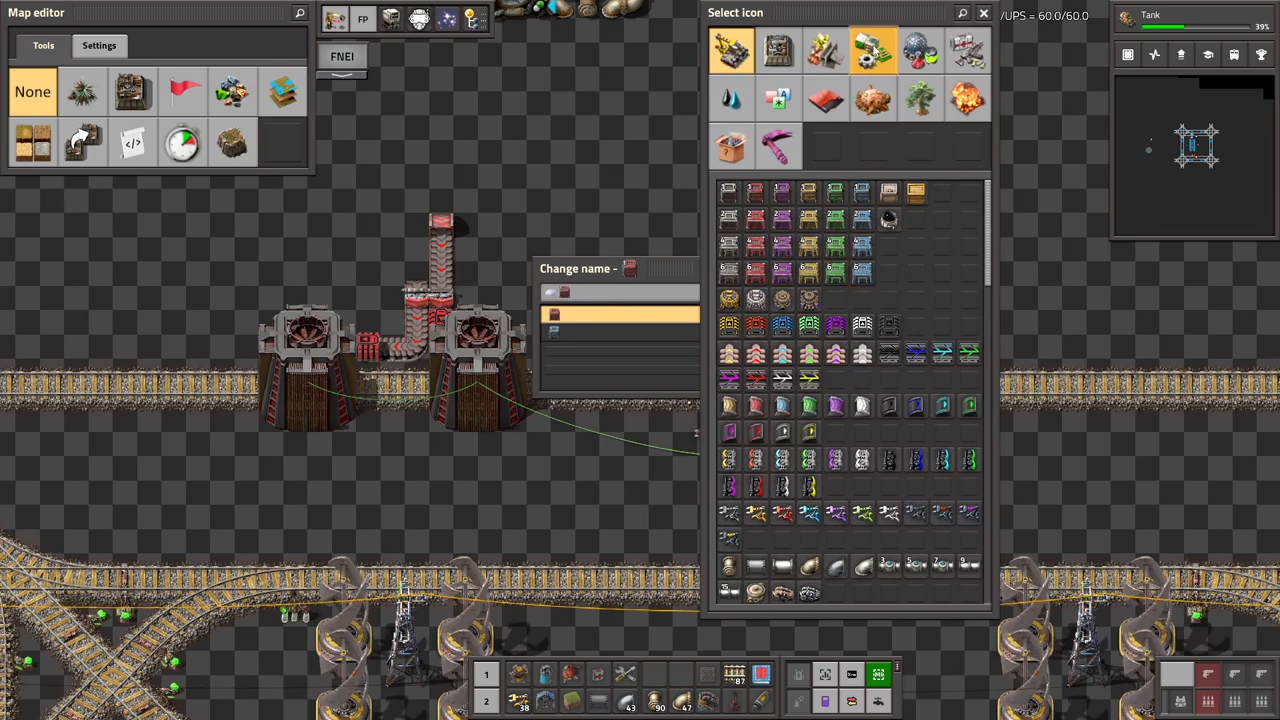 Map editor
FP
Tools
Settings
None
FNEI
Change name -
Select icon
/UPS = 60.0/60.0
Tank
39%
1
87
2
38
43
90
47